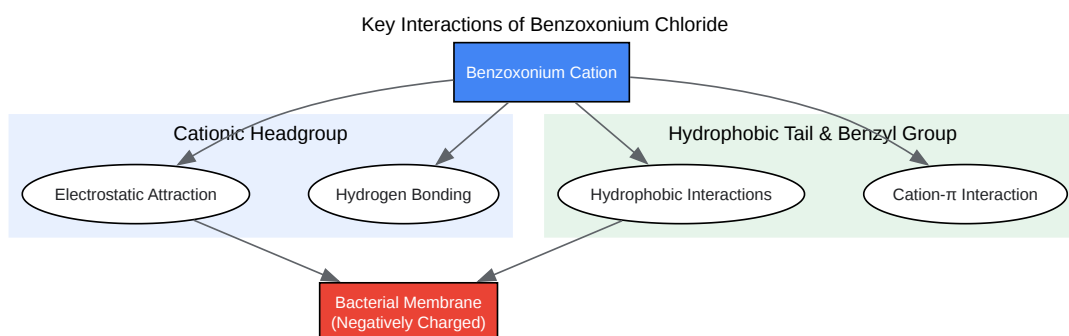 Key Interactions of Benzoxonium Chloride
Benzoxonium Cation
Cationic Headgroup
Hydrophobic Tail & Benzyl Group
Electrostatic Attraction
Hydrogen Bonding
Hydrophobic Interactions
Cation-π Interaction
Bacterial Membrane
(Negatively Charged)